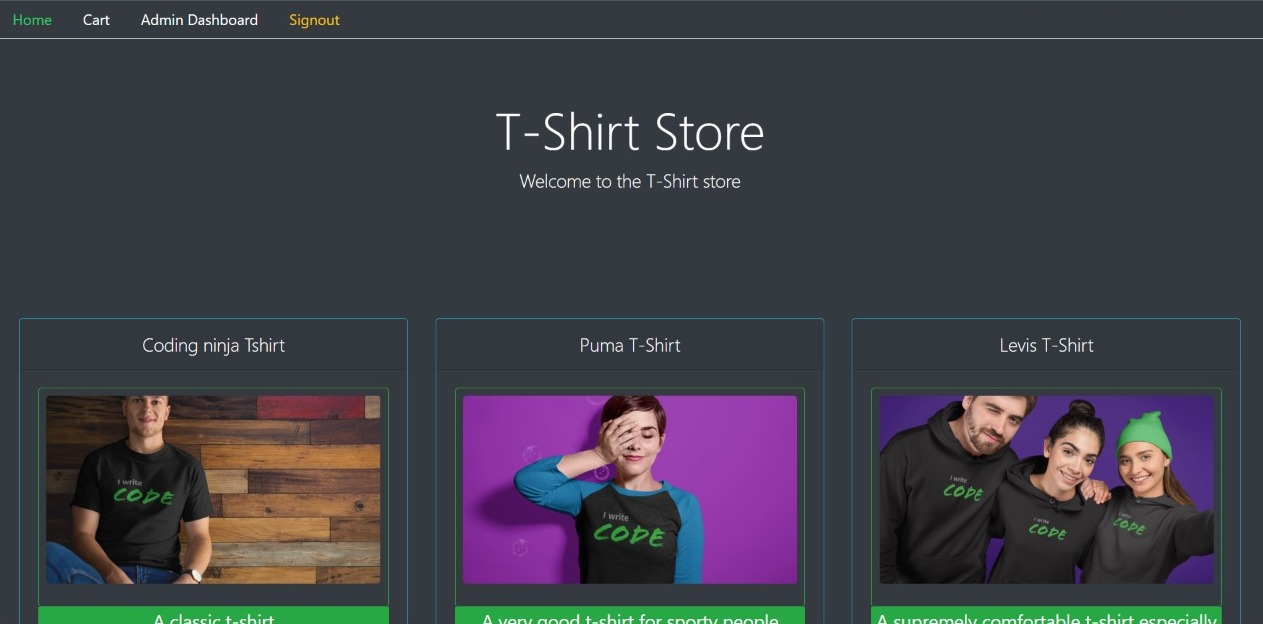 Home Cart Admin Dashboard Signout
T-Shirt Store
Welcome to the T-Shirt store
Coding ninja Tshirt
Puma T-Shirt
Levis T-Shirt
I write
CODE
I write
CODE
I write
CODE
I write
CODE
I write
CODE
A classic t-shirt
A very good t-shirt for sporty people
A supremely comfortable t-shirt especially